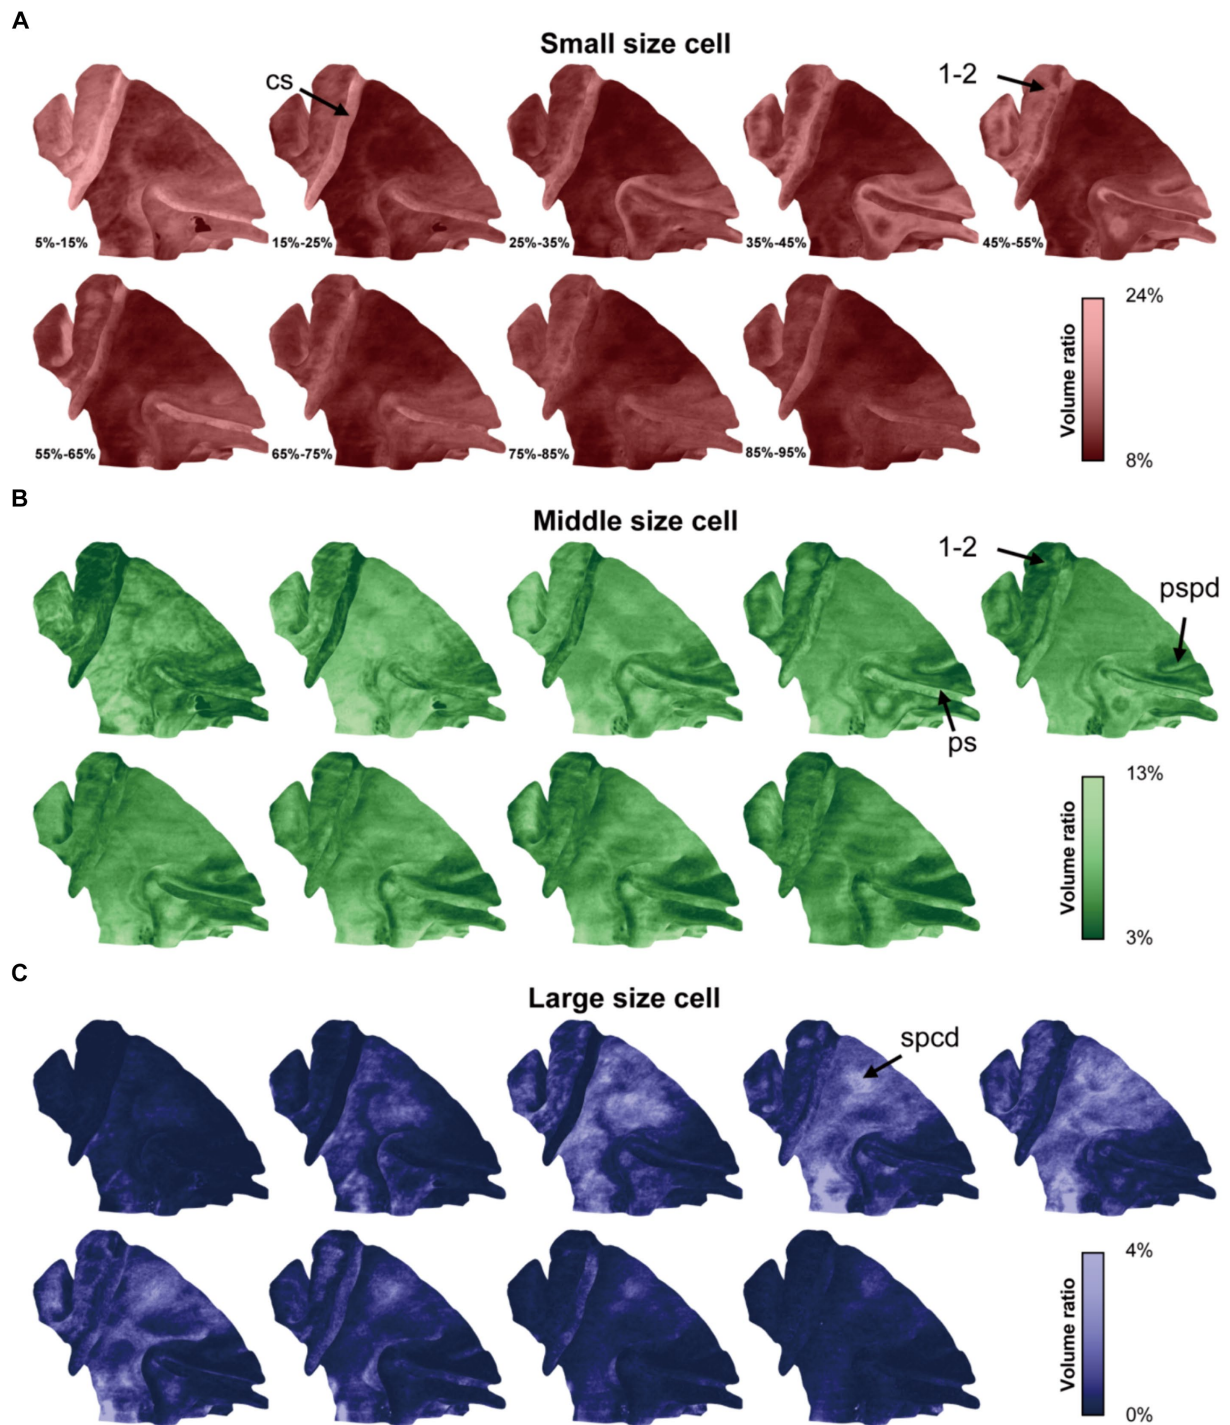 A
Small size cell
cs
1-2
5%-15%
15%-25%
25%-35%
35%-45%
45%-55%
24%
Volume ratio
8%
55%-65%
65%-75%
75%-85%
85%-95%
B
Middle size cell
1-2
pspd
ps
13%
Volume ratio
3%
C
Large size cell
spcd
4%
Volume ratio
0%